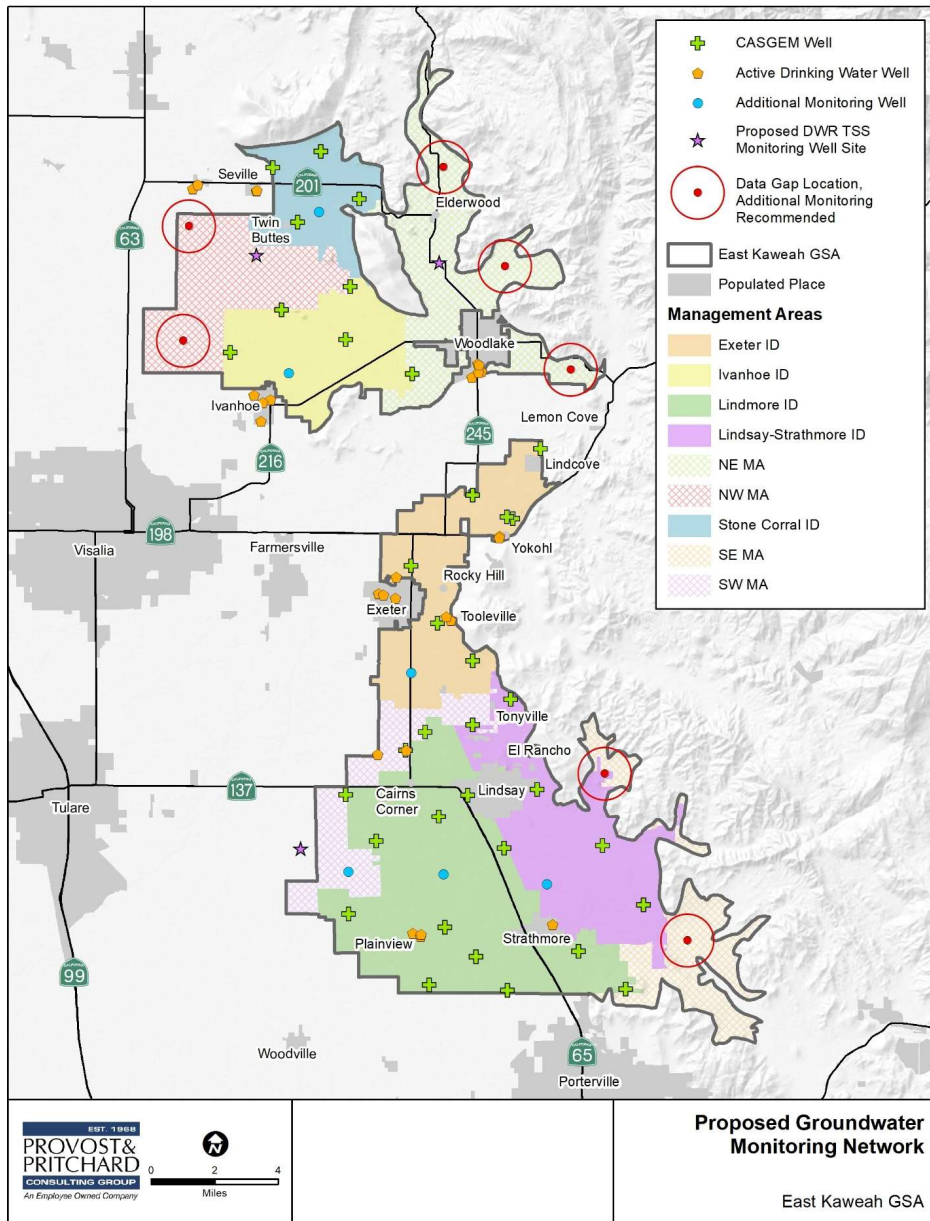 CASGEM Well
Active Drinking Water Well
Additional Monitoring Well
Proposed DWR TSS
Monitoring Well Site
Data Gap Location,
Additional Monitoring
Recommended
East Kaweah GSA
Populated Place
Management Areas
Exeter ID
Ivanhoe ID
Lindmore ID
Lindsay-Strathmore ID
NE MA
NW MA
Stone Corral ID
SE MA
SW MA
Seville
201
Elderwood
63
Twin
Buttes
Woodlake
Ivanhoe
Lemon Cove
245
216
Lindcove
198
Visalia
Farmersville
Yokohl
Rocky Hill
Exeter
Tooleville
Tonyville
El Rancho
137
Tulare
Cairns
Corner
Lindsay
Plainview
Strathmore
99
Woodville
65
Porterville
EST. 1968
PROVOST&
PRITCHARD
CONSULTING GROUP
An Employee Owned Company
N
0 2 4
Miles
Proposed Groundwater
Monitoring Network
East Kaweah GSA